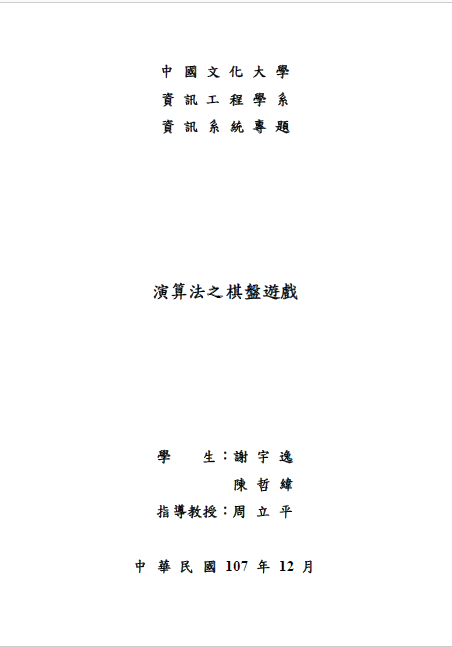 中國文化大學
資訊工程學系
資訊系統專題
演算法之棋盤遊戲
學 生：謝宇逸
陳哲緯
指導教授：周立平
中華民國 107 年 12 月